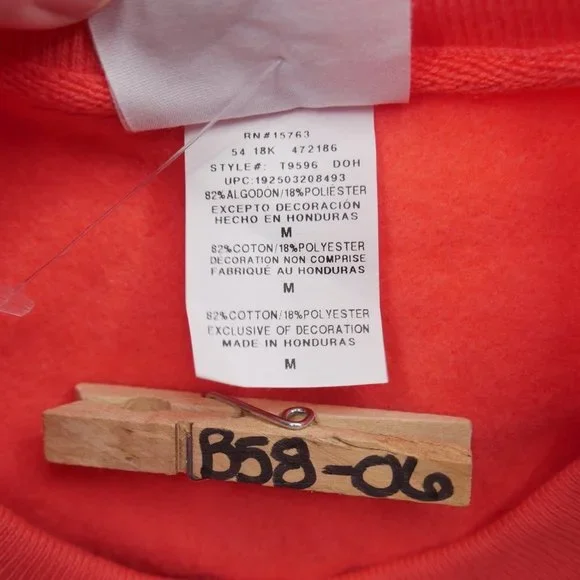 RN#15763
54 18K 472186
STYLE#: T9596 DOH
UPC:192503208493
82%ALGODON/18%POLIÉSTER
EXCEPTO DECORACIÓN
HECHO EN HONDURAS
M
82%COTON/18%POLYESTER
DECORATION NON COMPRISE
FABRIQUÉ AU HONDURAS
M
82%COTTON/18%POLYESTER
EXCLUSIVE OF DECORATION
MADE IN HONDURAS
M
B58-06